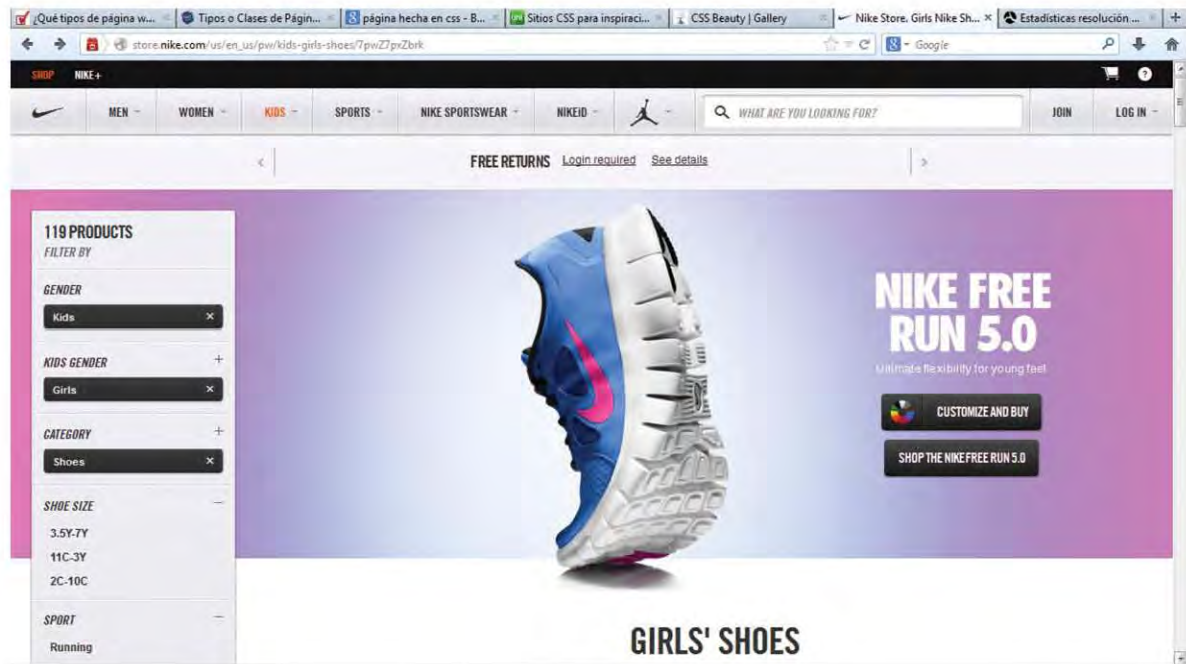 ¿Qué tipos de página w...
Tipos o Clases de Págin...
página hecha en css - B...
Sitios CSS para inspiraci...
CSS Beauty | Gallery
Nike Store. Girls Nike Sh...
Estadísticas resolución ...
store.nike.com/us/en_us/pw/kids-girls-shoes/7pwZ7pxZbrk
Google
SHOP NIKE+
MEN WOMEN KIDS SPORTS NIKE SPORTSWEAR NIKEiD
WHAT ARE YOU LOOKING FOR?
JOIN LOG IN
FREE RETURNS Login required See details
119 PRODUCTS
FILTER BY
GENDER
Kids
KIDS GENDER
Girls
CATEGORY
Shoes
SHOE SIZE
3.5Y-7Y
11C-3Y
2C-10C
SPORT
Running
NIKE FREE
RUN 5.0
Ultimate flexibility for young feet
CUSTOMIZE AND BUY
SHOP THE NIKE FREE RUN 5.0
GIRLS' SHOES